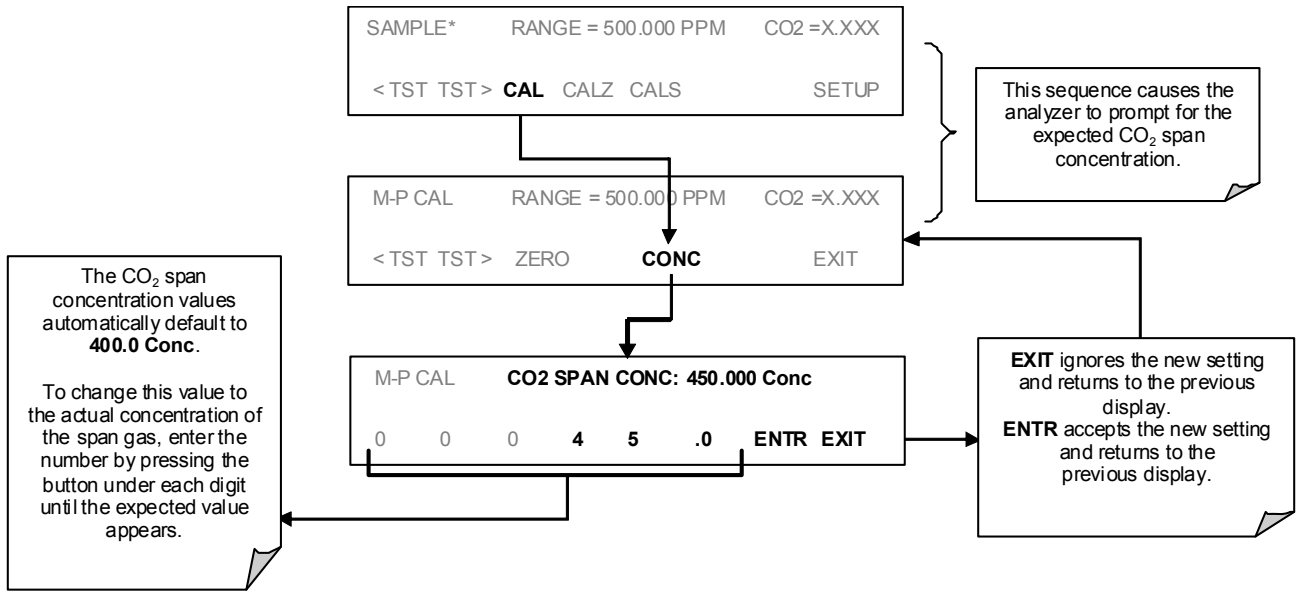 SAMPLE* RANGE = 500.000 PPM CO2 =X.XXX
< TST TST > CAL CALZ CALS SETUP
This sequence causes the
analyzer to prompt for the
expected CO₂ span
concentration.
M-P CAL RANGE = 500.000 PPM CO2 =X.XXX
< TST TST > ZERO CONC EXIT
The CO₂ span
concentration values
automatically default to
400.0 Conc.
To change this value to
the actual concentration of
the span gas, enter the
number by pressing the
button under each digit
until the expected value
appears.
M-P CAL CO2 SPAN CONC: 450.000 Conc
0 0 0 4 5 .0 ENTR EXIT
EXIT ignores the new setting
and returns to the previous
display.
ENTR accepts the new setting
and returns to the
previous display.